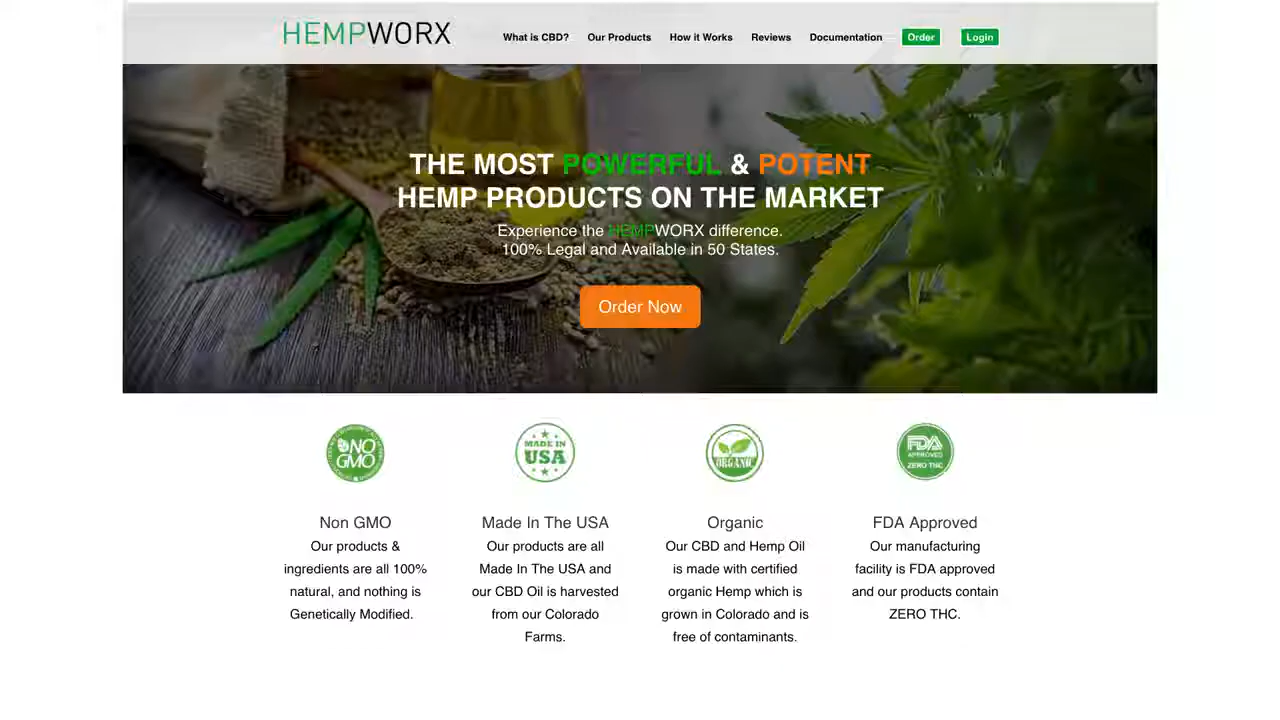 HEMPWORX
What is CBD? Our Products How it Works Reviews Documentation Order Login
THE MOST POWERFUL & POTENT
HEMP PRODUCTS ON THE MARKET
Experience the HEMPWORX difference.
100% Legal and Available in 50 States.
Order Now
NO
GMO
MADE IN
USA
ORGANIC
FDA
APPROVED
ZERO THC
Non GMO
Our products &
ingredients are all 100%
natural, and nothing is
Genetically Modified.
Made In The USA
Our products are all
Made In The USA and
our CBD Oil is harvested
from our Colorado
Farms.
Organic
Our CBD and Hemp Oil
is made with certified
organic Hemp which is
grown in Colorado and is
free of contaminants.
FDA Approved
Our manufacturing
facility is FDA approved
and our products contain
ZERO THC.